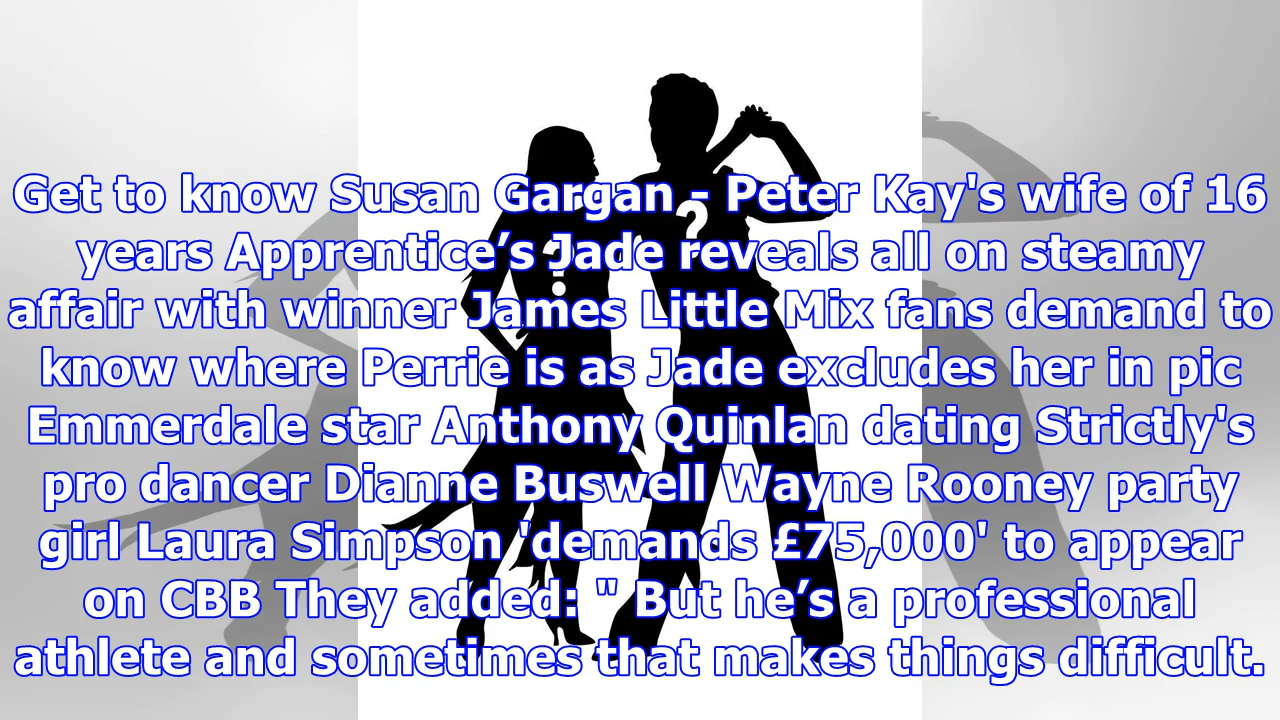 Get to know Susan Gargan - Peter Kay's wife of 16
years Apprentice’s Jade reveals all on steamy
affair with winner James Little Mix fans demand to
know where Perrie is as Jade excludes her in pic
Emmerdale star Anthony Quinlan dating Strictly's
pro dancer Dianne Buswell Wayne Rooney party
girl Laura Simpson 'demands £75,000' to appear
on CBB They added: " But he’s a professional
athlete and sometimes that makes things difficult.
? ?